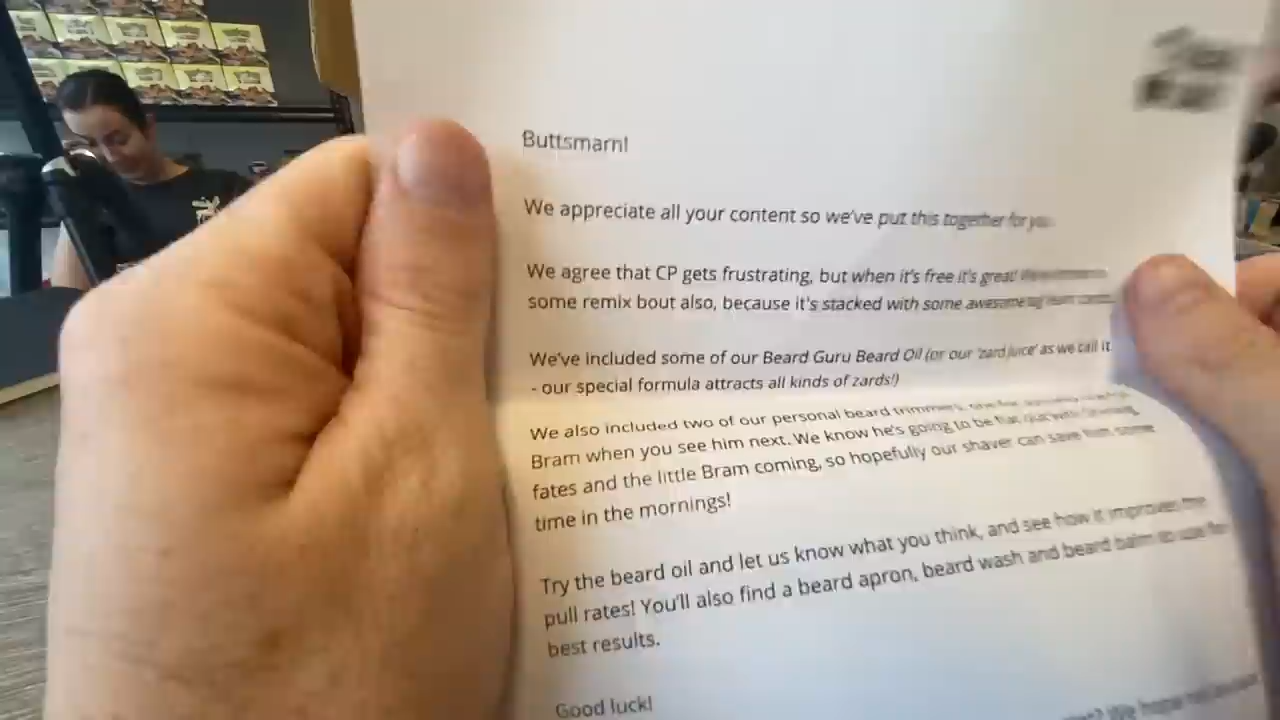 Buttsmarn!
We appreciate all your content so we've put this together for you.
We agree that CP gets frustrating, but when it's free it's great!
some remix bout also, because it's stacked with some awesome
We've included some of our Beard Guru Beard Oil (or our 'zard juice' as we call it
- our special formula attracts all kinds of zards!)
We also included two of our personal beard trimmers,
Bram when you see him next. We know he's going to be flat out with
fates and the little Bram coming, so hopefully our shaver can save him some
time in the mornings!
Try the beard oil and let us know what you think, and see how it improves the
pull rates! You'll also find a beard apron, beard wash and beard balm to use for
best results.
Good luck!
We hope